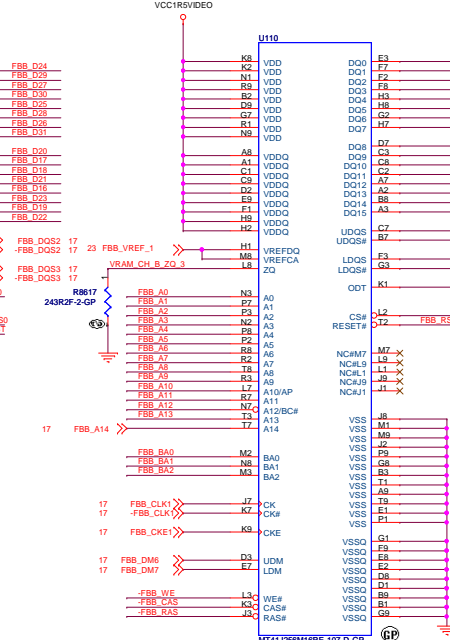 VCC1R5VIDEO
U110
FBB_D24
FBB_D29
FBB_D27
FBB_D30
FBB_D25
FBB_D28
FBB_D26
FBB_D31
FBB_D20
FBB_D17
FBB_D18
FBB_D21
FBB_D16
FBB_D23
FBB_D19
FBB_D22
FBB_DQS2 17
-FBB_DQS2 17
FBB_DQS3 17
-FBB_DQS3 17
23 FBB_VREF_1
VRAM_CH_B_ZQ_3
R8617
243R2F-2-GP
K8 VDD
K2 VDD
N1 VDD
R9 VDD
B2 VDD
D9 VDD
G7 VDD
R1 VDD
N9 VDD
A8 VDDQ
A1 VDDQ
C1 VDDQ
C9 VDDQ
D2 VDDQ
E9 VDDQ
F1 VDDQ
H9 VDDQ
H2 VDDQ
H1 VREFDQ
M8 VREFCA
L8 ZQ
FBB_A0 N3 A0
FBB_A1 P7 A1
FBB_A2 P3 A2
FBB_A3 N2 A3
FBB_A4 P8 A4
FBB_A5 P2 A5
FBB_A6 R8 A6
FBB_A7 R2 A7
FBB_A8 T8 A8
FBB_A9 R3 A9
FBB_A10 L7 A10/AP
FBB_A11 R7 A11
FBB_A12 N7 A12/BC#
FBB_A13 T3 A13
17 FBB_A14 T7 A14
FBB_BA0 M2 BA0
FBB_BA1 N8 BA1
FBB_BA2 M3 BA2
17 FBB_CLK1 J7 CK
17 -FBB_CLK1 K7 CK#
17 FBB_CKE1 K9 CKE
17 FBB_DM6 D3 UDM
17 FBB_DM7 E7 LDM
-FBB_WE L3 WE#
-FBB_CAS K3 CAS#
-FBB_RAS J3 RAS#
DQ0 E3
DQ1 F7
DQ2 F2
DQ3 F8
DQ4 H3
DQ5 H8
DQ6 G2
DQ7 H7
DQ8 D7
DQ9 C3
DQ10 C8
DQ11 C2
DQ12 A7
DQ13 A2
DQ14 B8
DQ15 A3
UDQS C7
UDQS# B7
LDQS F3
LDQS# G3
ODT K1
CS# L2
RESET# T2 FBB_RS
NC#M7 M7
NC#L9 L9
NC#L1 L1
NC#J9 J9
NC#J1 J1
VSS J8
VSS M1
VSS M9
VSS J2
VSS P9
VSS G8
VSS B3
VSS T1
VSS A9
VSS T9
VSS E1
VSS P1
VSSQ G1
VSSQ F9
VSSQ E8
VSSQ E2
VSSQ D8
VSSQ D1
VSSQ B9
VSSQ B1
VSSQ G9
GP